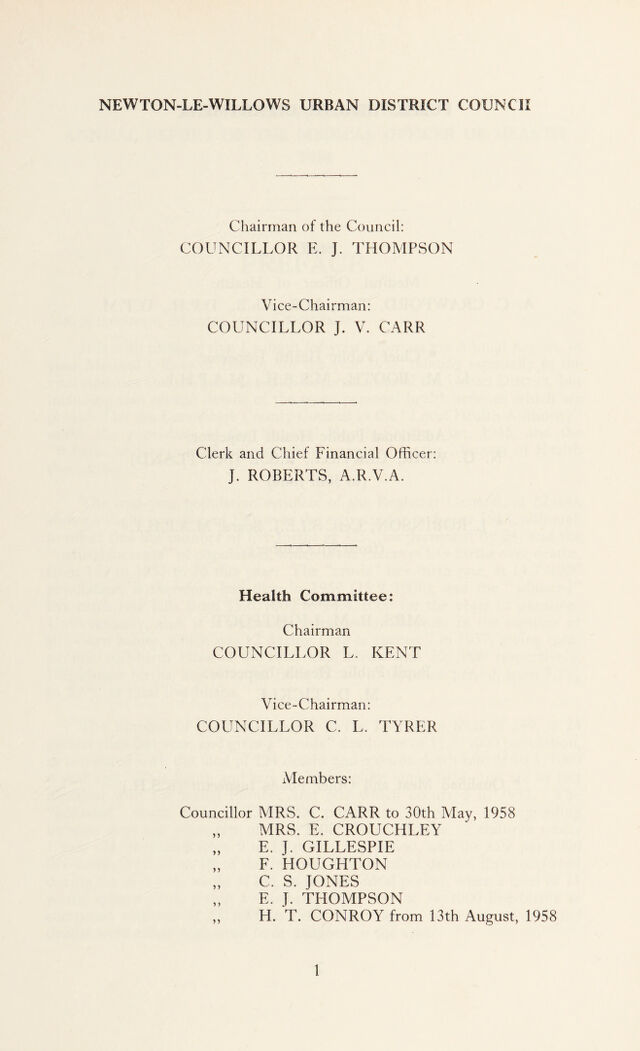 NEWTON-LE-WILLOWS URBAN DISTRICT COUNCIL
Chairman of the Council:
COUNCILLOR E. J. THOMPSON
Vice-Chairman:
COUNCILLOR J. V. CARR
Clerk and Chief Financial Officer:
J. ROBERTS, A.R.V.A.
Health Committee:
Chairman
COUNCILLOR L. KENT
Vice-Chairman:
COUNCILLOR C. L. TYRER
Members:
Councillor MRS. C. CARR to 30th May, 1958
,, MRS. E. CROUCHLEY
,, E. J. GILLESPIE
,, F. HOUGHTON
,, C. S. JONES
,, E. J. THOMPSON
,, H. T. CONROY from 13th August, 1958
1